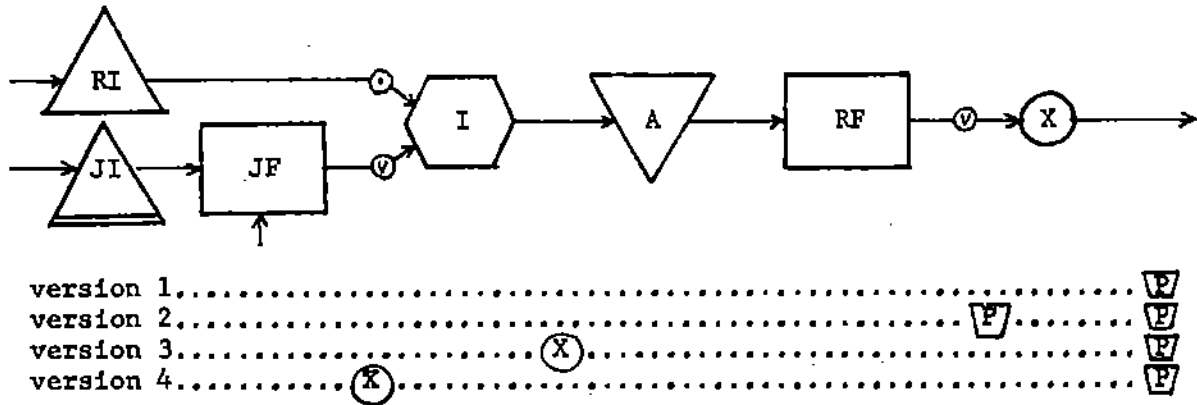 RI
I
A
RF
v
X
JI
JF
v
version 1 P
version 2 P P
version 3 X P
version 4 X P